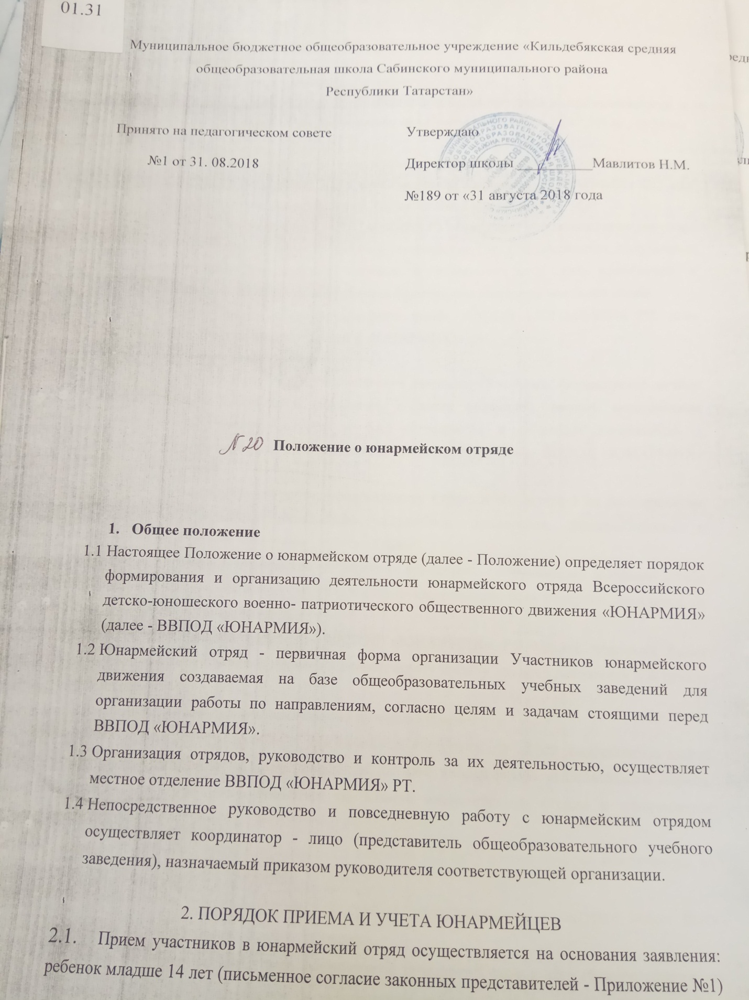 01.31
Муниципальное бюджетное общеобразовательное учреждение «Кильдебякская средняя
общеобразовательная школа Сабинского муниципального района
Республики Татарстан»
Принято на педагогическом совете
Утверждаю
№1 от 31. 08.2018
Директор школы ___________Мавлитов Н.М.
№189 от «31 августа 2018 года
N 20 Положение о юнармейском отряде
1. Общее положение
1.1 Настоящее Положение о юнармейском отряде (далее - Положение) определяет порядок
формирования и организацию деятельности юнармейского отряда Всероссийского
детско-юношеского военно- патриотического общественного движения «ЮНАРМИЯ»
(далее - ВВПОД «ЮНАРМИЯ»).
1.2 Юнармейский отряд - первичная форма организации Участников юнармейского
движения создаваемая на базе общеобразовательных учебных заведений для
организации работы по направлениям, согласно целям и задачам стоящими перед
ВВПОД «ЮНАРМИЯ».
1.3 Организация отрядов, руководство и контроль за их деятельностью, осуществляет
местное отделение ВВПОД «ЮНАРМИЯ» РТ.
1.4 Непосредственное руководство и повседневную работу с юнармейским отрядом
осуществляет координатор - лицо (представитель общеобразовательного учебного
заведения), назначаемый приказом руководителя соответствующей организации.
2. ПОРЯДОК ПРИЕМА И УЧЕТА ЮНАРМЕЙЦЕВ
2.1. Прием участников в юнармейский отряд осуществляется на основания заявления:
ребенок младше 14 лет (письменное согласие законных представителей - Приложение №1)